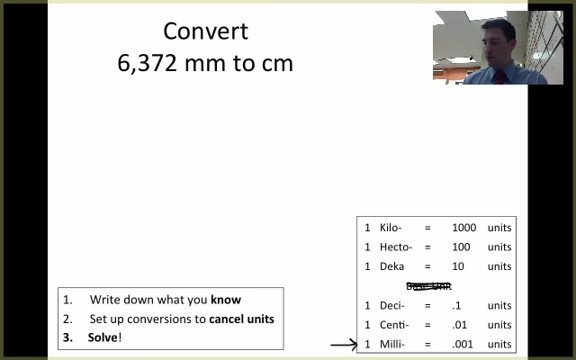 Convert
6,372 mm to cm
1 Kilo- = 1000 units
1 Hecto- = 100 units
1 Deka = 10 units
1 Deci- = .1 units
1 Centi- = .01 units
1 Milli- = .001 units
1. Write down what you know
2. Set up conversions to cancel units
3. Solve!